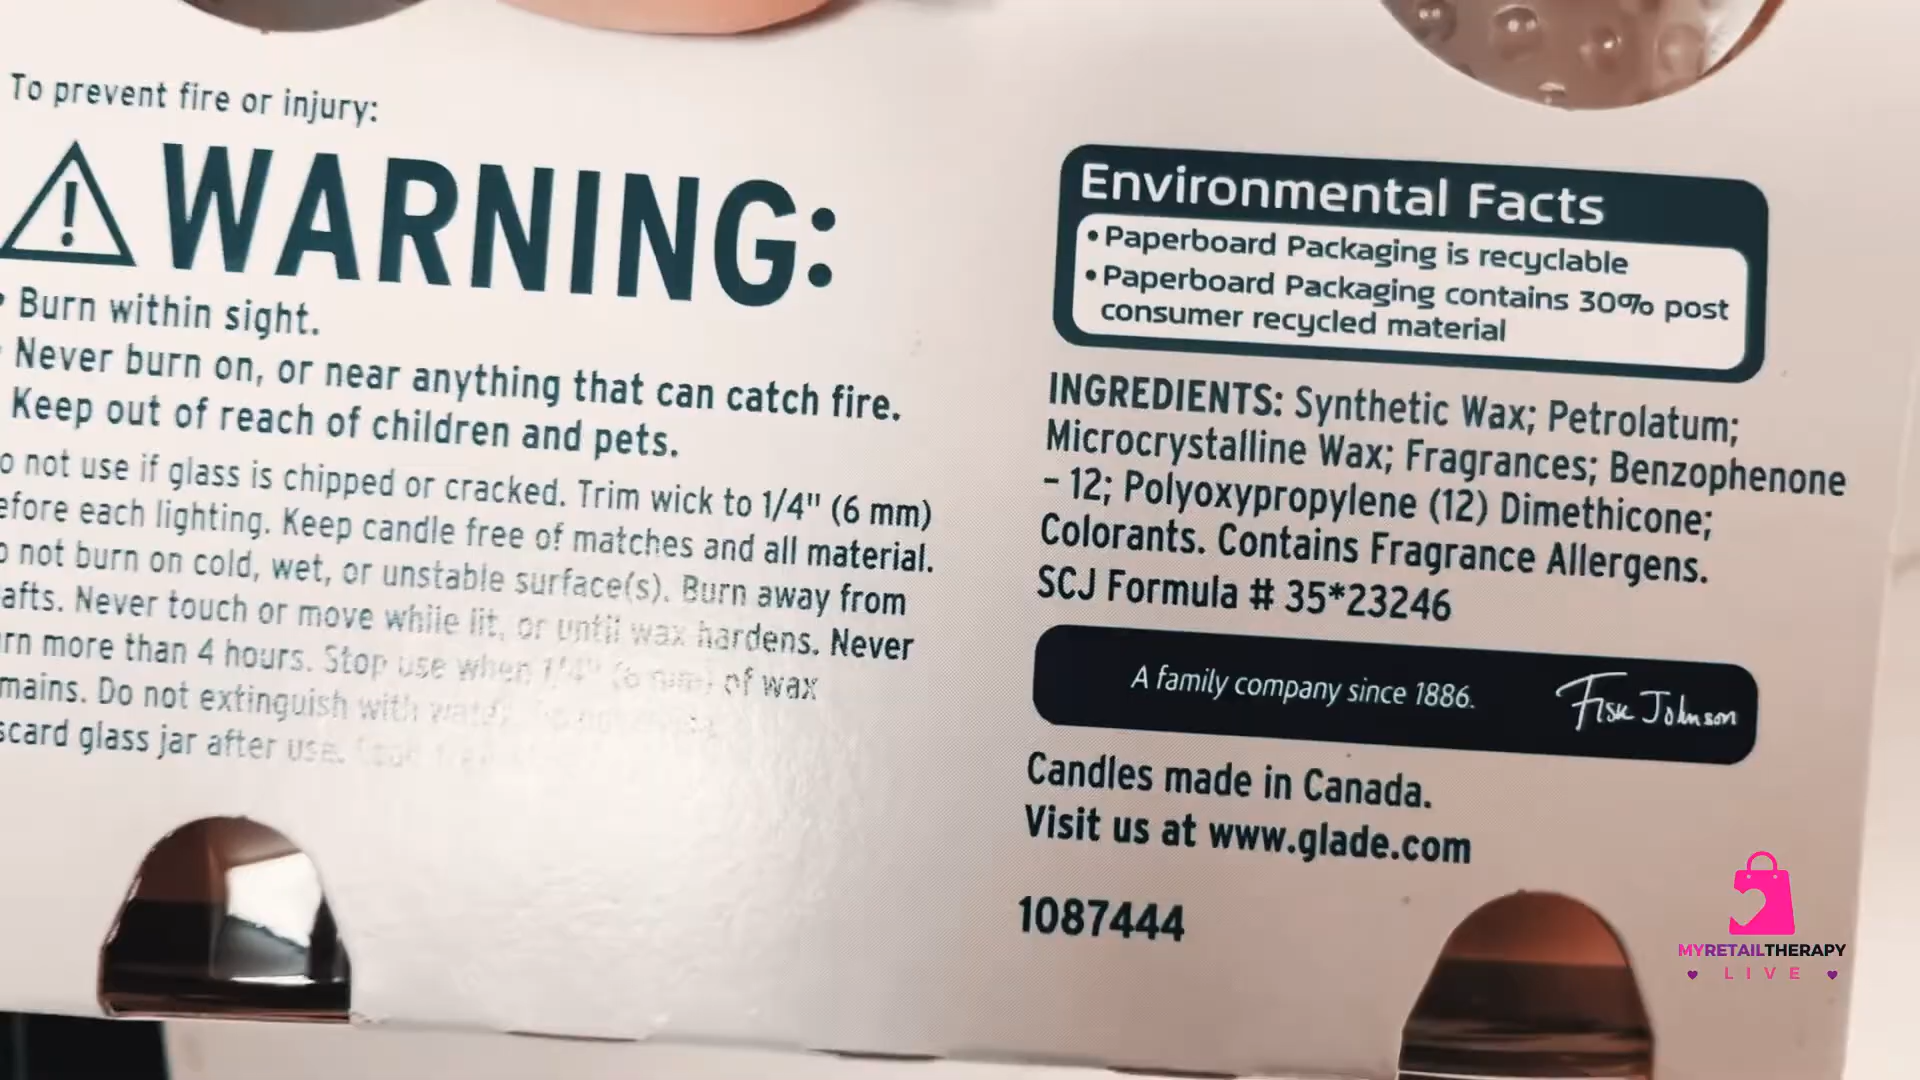 To prevent fire or injury:
WARNING:
• Burn within sight.
Never burn on, or near anything that can catch fire.
Keep out of reach of children and pets.
o not use if glass is chipped or cracked. Trim wick to 1/4" (6 mm)
efore each lighting. Keep candle free of matches and all material.
o not burn on cold, wet, or unstable surface(s). Burn away from
afts. Never touch or move while lit, or until wax hardens. Never
rn more than 4 hours. Stop use when 1/4" (6 mm) of wax
mains. Do not extinguish with water.
scard glass jar after use.
Environmental Facts
• Paperboard Packaging is recyclable
• Paperboard Packaging contains 30% post
consumer recycled material
INGREDIENTS: Synthetic Wax; Petrolatum;
Microcrystalline Wax; Fragrances; Benzophenone
- 12; Polyoxypropylene (12) Dimethicone;
Colorants. Contains Fragrance Allergens.
SCJ Formula # 35*23246
A family company since 1886. Fisk Johnson
Candles made in Canada.
Visit us at www.glade.com
1087444
MYRETAILTHERAPY
LIVE